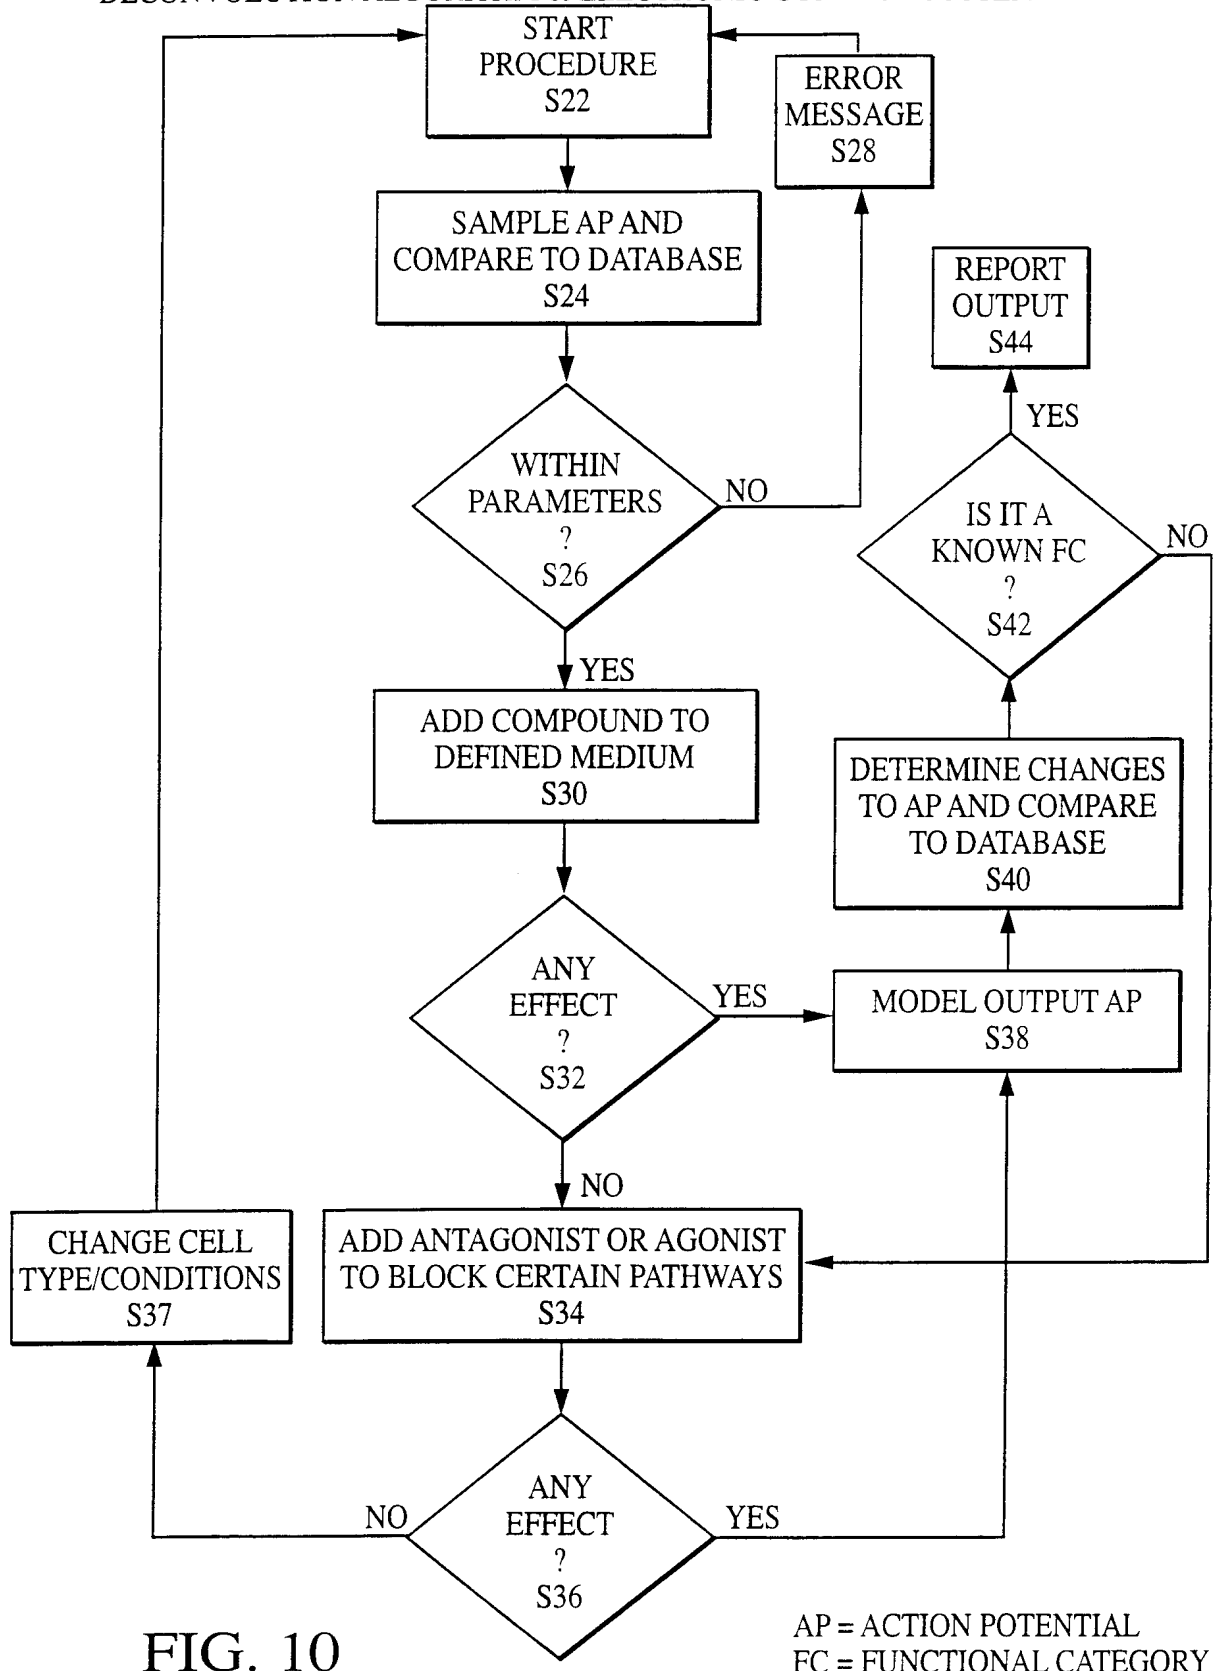 START
PROCEDURE
S22
ERROR
MESSAGE
S28
SAMPLE AP AND
COMPARE TO DATABASE
S24
REPORT
OUTPUT
S44
YES
WITHIN
PARAMETERS
?
S26
NO
IS IT A
KNOWN FC
?
S42
NO
YES
ADD COMPOUND TO
DEFINED MEDIUM
S30
DETERMINE CHANGES
TO AP AND COMPARE
TO DATABASE
S40
ANY
EFFECT
?
S32
YES
MODEL OUTPUT AP
S38
NO
CHANGE CELL
TYPE/CONDITIONS
S37
ADD ANTAGONIST OR AGONIST
TO BLOCK CERTAIN PATHWAYS
S34
NO
ANY
EFFECT
?
S36
YES
FIG. 10
AP = ACTION POTENTIAL
FC = FUNCTIONAL CATEGORY